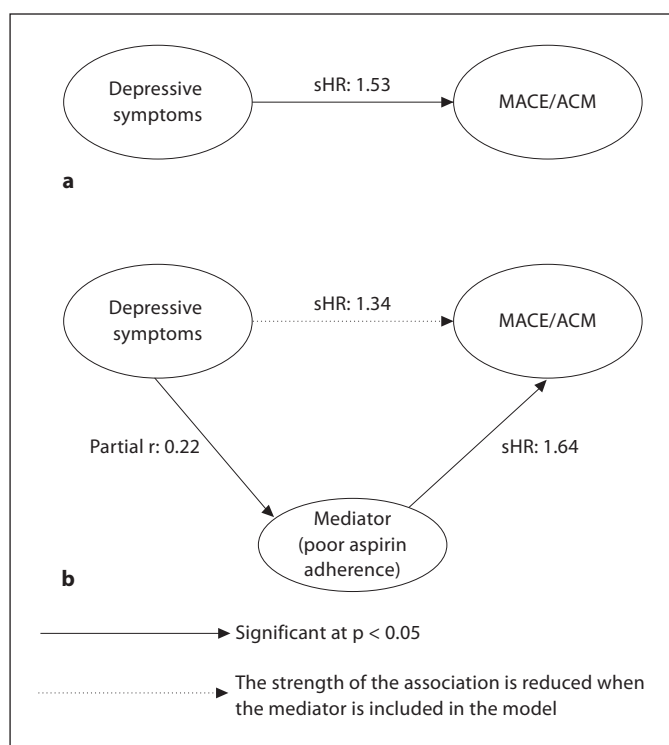 Depressive
symptoms
sHR: 1.53
MACE/ACM
a
Depressive
symptoms
sHR: 1.34
MACE/ACM
Partial r: 0.22
sHR: 1.64
Mediator
(poor aspirin
adherence)
b
Significant at p < 0.05
The strength of the association is reduced when
the mediator is included in the model